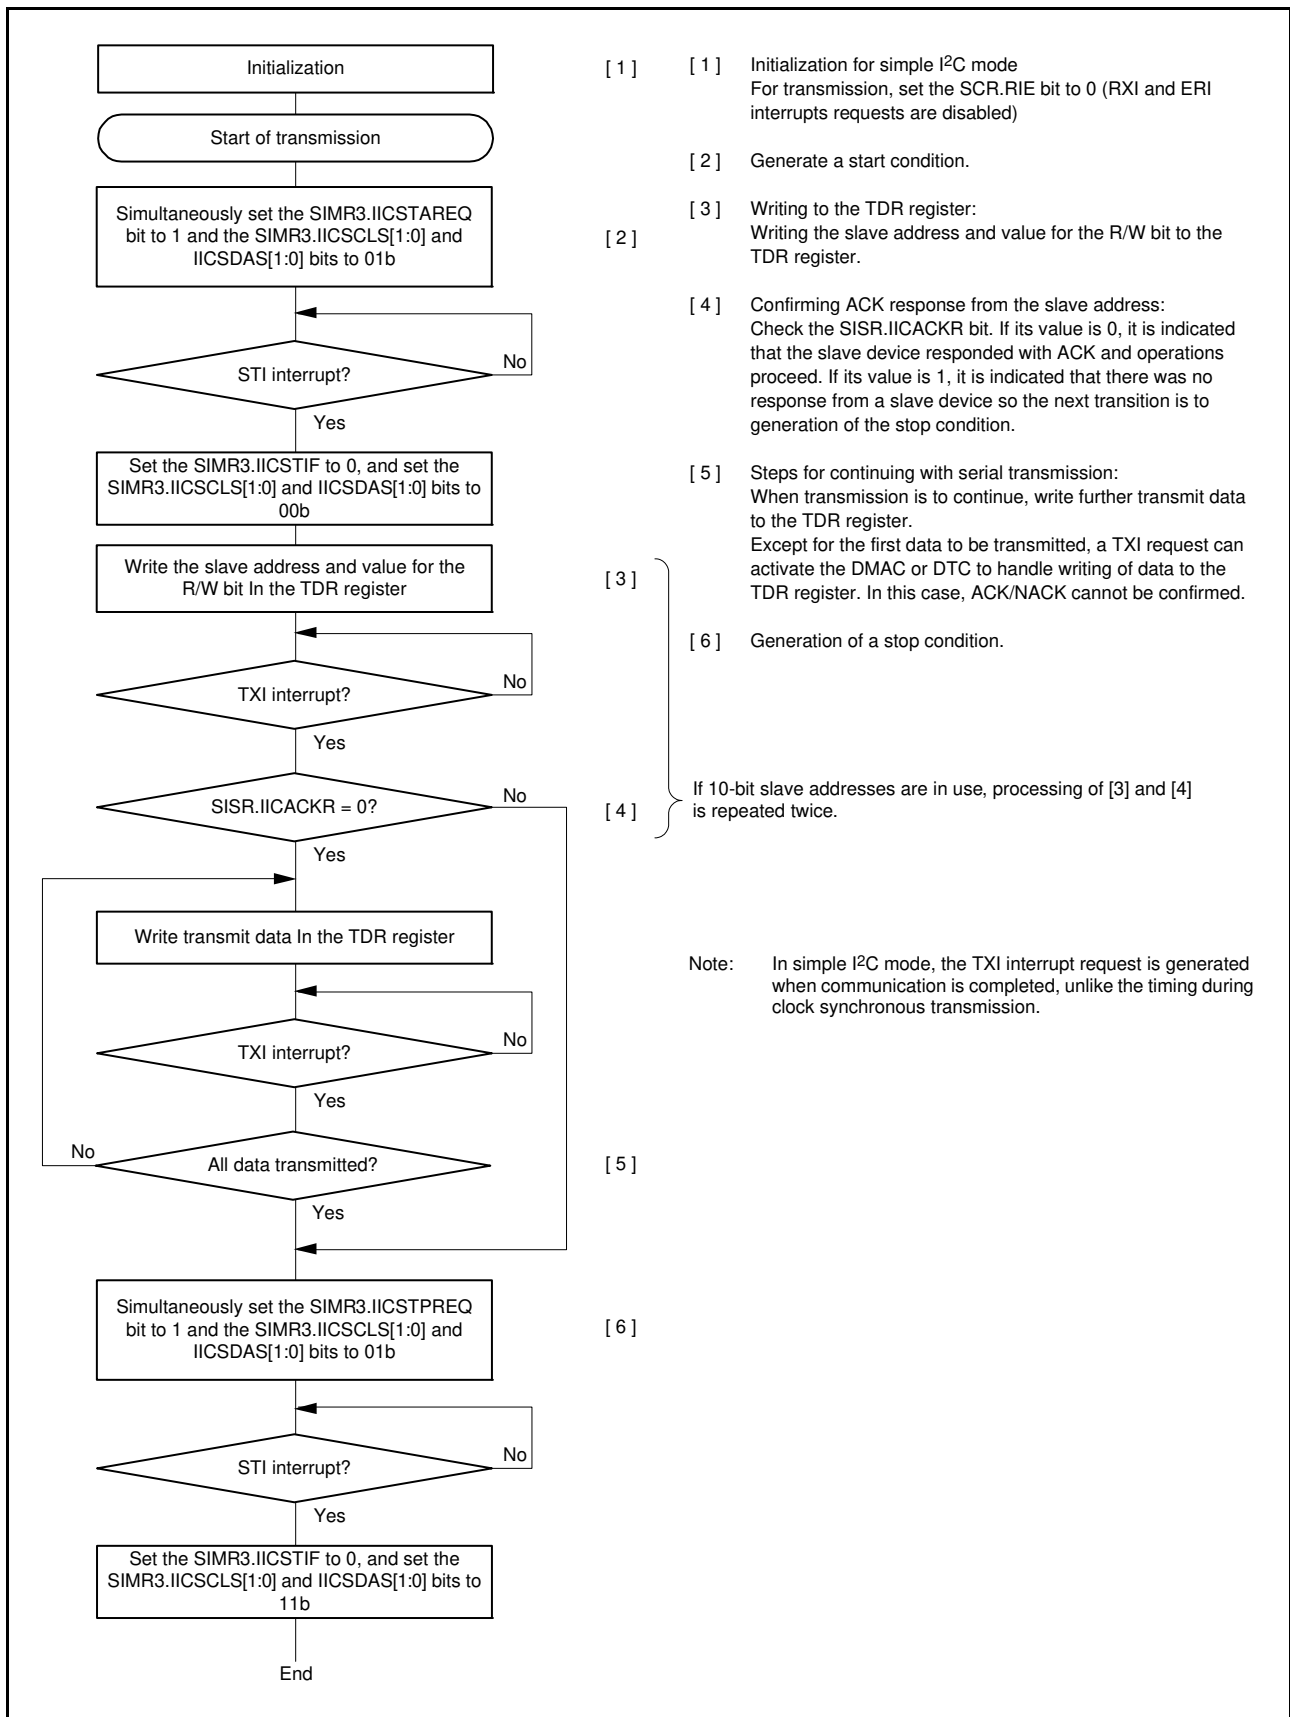 Initialization
[ 1 ]
Start of transmission
Simultaneously set the SIMR3.IICSTAREQ
bit to 1 and the SIMR3.IICSCLS[1:0] and
IICSDAS[1:0] bits to 01b
[ 2 ]
STI interrupt?
No
Yes
Set the SIMR3.IICSTIF to 0, and set the
SIMR3.IICSCLS[1:0] and IICSDAS[1:0] bits to
00b
Write the slave address and value for the
R/W bit In the TDR register
[ 3 ]
TXI interrupt?
No
Yes
SISR.IICACKR = 0?
No
[ 4 ]
Yes
Write transmit data In the TDR register
TXI interrupt?
No
Yes
No
All data transmitted?
[ 5 ]
Yes
Simultaneously set the SIMR3.IICSTPREQ
bit to 1 and the SIMR3.IICSCLS[1:0] and
IICSDAS[1:0] bits to 01b
[ 6 ]
STI interrupt?
No
Yes
Set the SIMR3.IICSTIF to 0, and set the
SIMR3.IICSCLS[1:0] and IICSDAS[1:0] bits to
11b
End
[ 1 ] Initialization for simple I2C mode
For transmission, set the SCR.RIE bit to 0 (RXI and ERI
interrupts requests are disabled)
[ 2 ] Generate a start condition.
[ 3 ] Writing to the TDR register:
Writing the slave address and value for the R/W bit to the
TDR register.
[ 4 ] Confirming ACK response from the slave address:
Check the SISR.IICACKR bit. If its value is 0, it is indicated
that the slave device responded with ACK and operations
proceed. If its value is 1, it is indicated that there was no
response from a slave device so the next transition is to
generation of the stop condition.
[ 5 ] Steps for continuing with serial transmission:
When transmission is to continue, write further transmit data
to the TDR register.
Except for the first data to be transmitted, a TXI request can
activate the DMAC or DTC to handle writing of data to the
TDR register. In this case, ACK/NACK cannot be confirmed.
[ 6 ] Generation of a stop condition.
If 10-bit slave addresses are in use, processing of [3] and [4]
is repeated twice.
Note: In simple I2C mode, the TXI interrupt request is generated
when communication is completed, unlike the timing during
clock synchronous transmission.